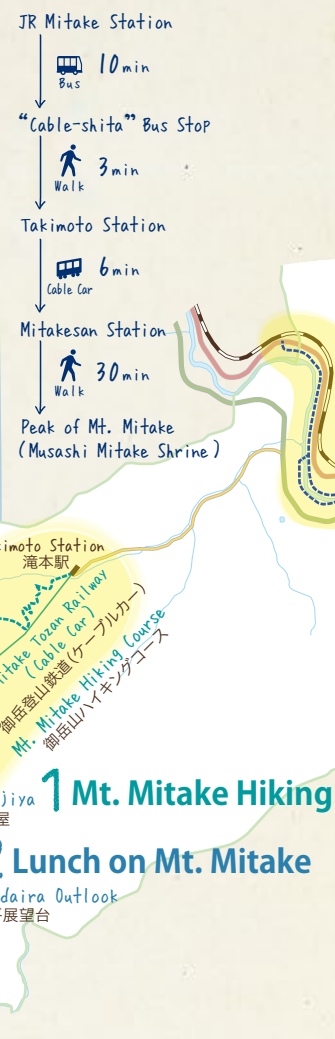 JR Mitake Station
10min
Bus
“Cable-shita” Bus Stop
3min
Walk
Takimoto Station
6min
Cable Car
Mitakesan Station
30min
Walk
Peak of Mt. Mitake
(Musashi Mitake Shrine)
imoto Station
滝本駅
itake Tozan Railway
(Cable Car)
御岳登山鉄道(ケーブルカー)
Mt. Mitake Hiking Course
御岳山ハイキングコース
jiya
屋
1 Mt. Mitake Hiking
Lunch on Mt. Mitake
daira Outlook
展望台